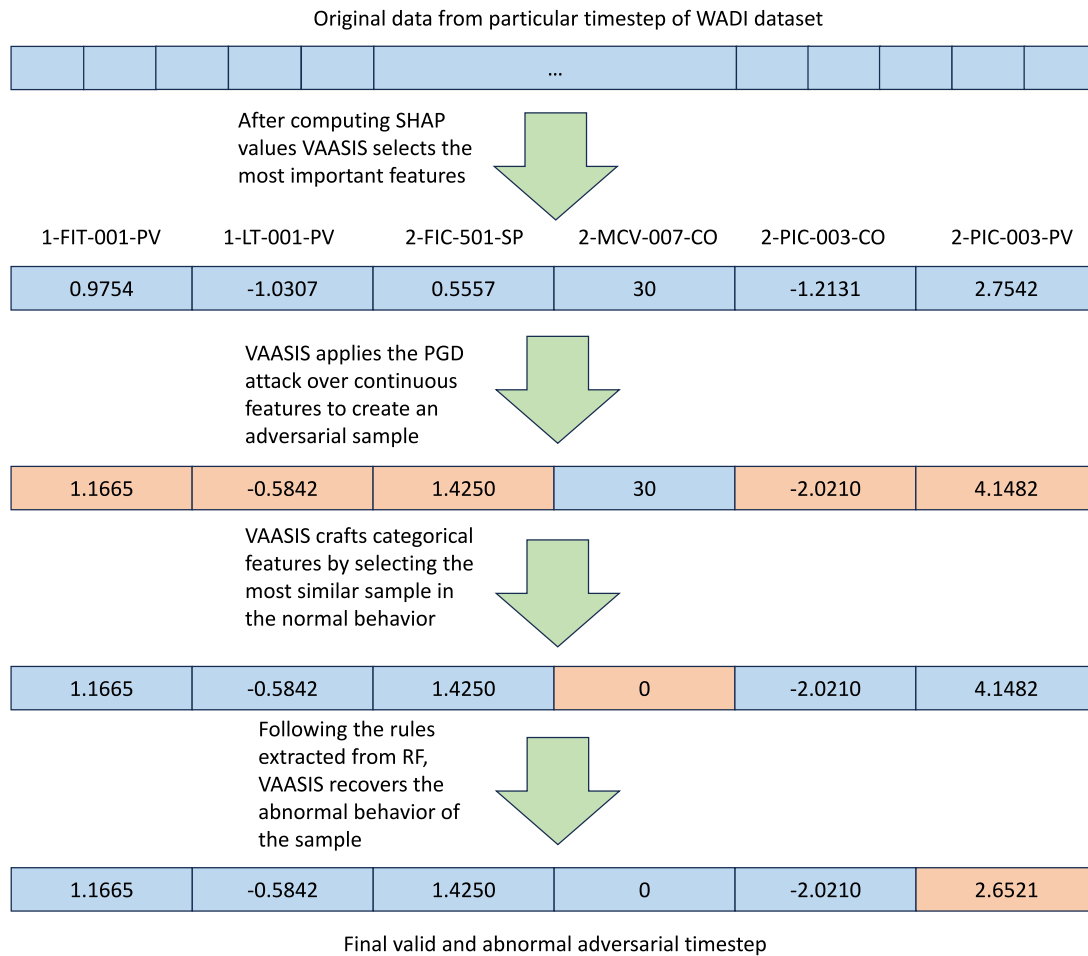 Original data from particular timestep of WADI dataset
...
After computing SHAP
values VAASIS selects the
most important features
1-FIT-001-PV 1-LT-001-PV 2-FIC-501-SP 2-MCV-007-CO 2-PIC-003-CO 2-PIC-003-PV
0.9754 -1.0307 0.5557 30 -1.2131 2.7542
VAASIS applies the PGD
attack over continuous
features to create an
adversarial sample
1.1665 -0.5842 1.4250 30 -2.0210 4.1482
VAASIS crafts categorical
features by selecting the
most similar sample in
the normal behavior
1.1665 -0.5842 1.4250 0 -2.0210 4.1482
Following the rules
extracted from RF,
VAASIS recovers the
abnormal behavior of
the sample
1.1665 -0.5842 1.4250 0 -2.0210 2.6521
Final valid and abnormal adversarial timestep